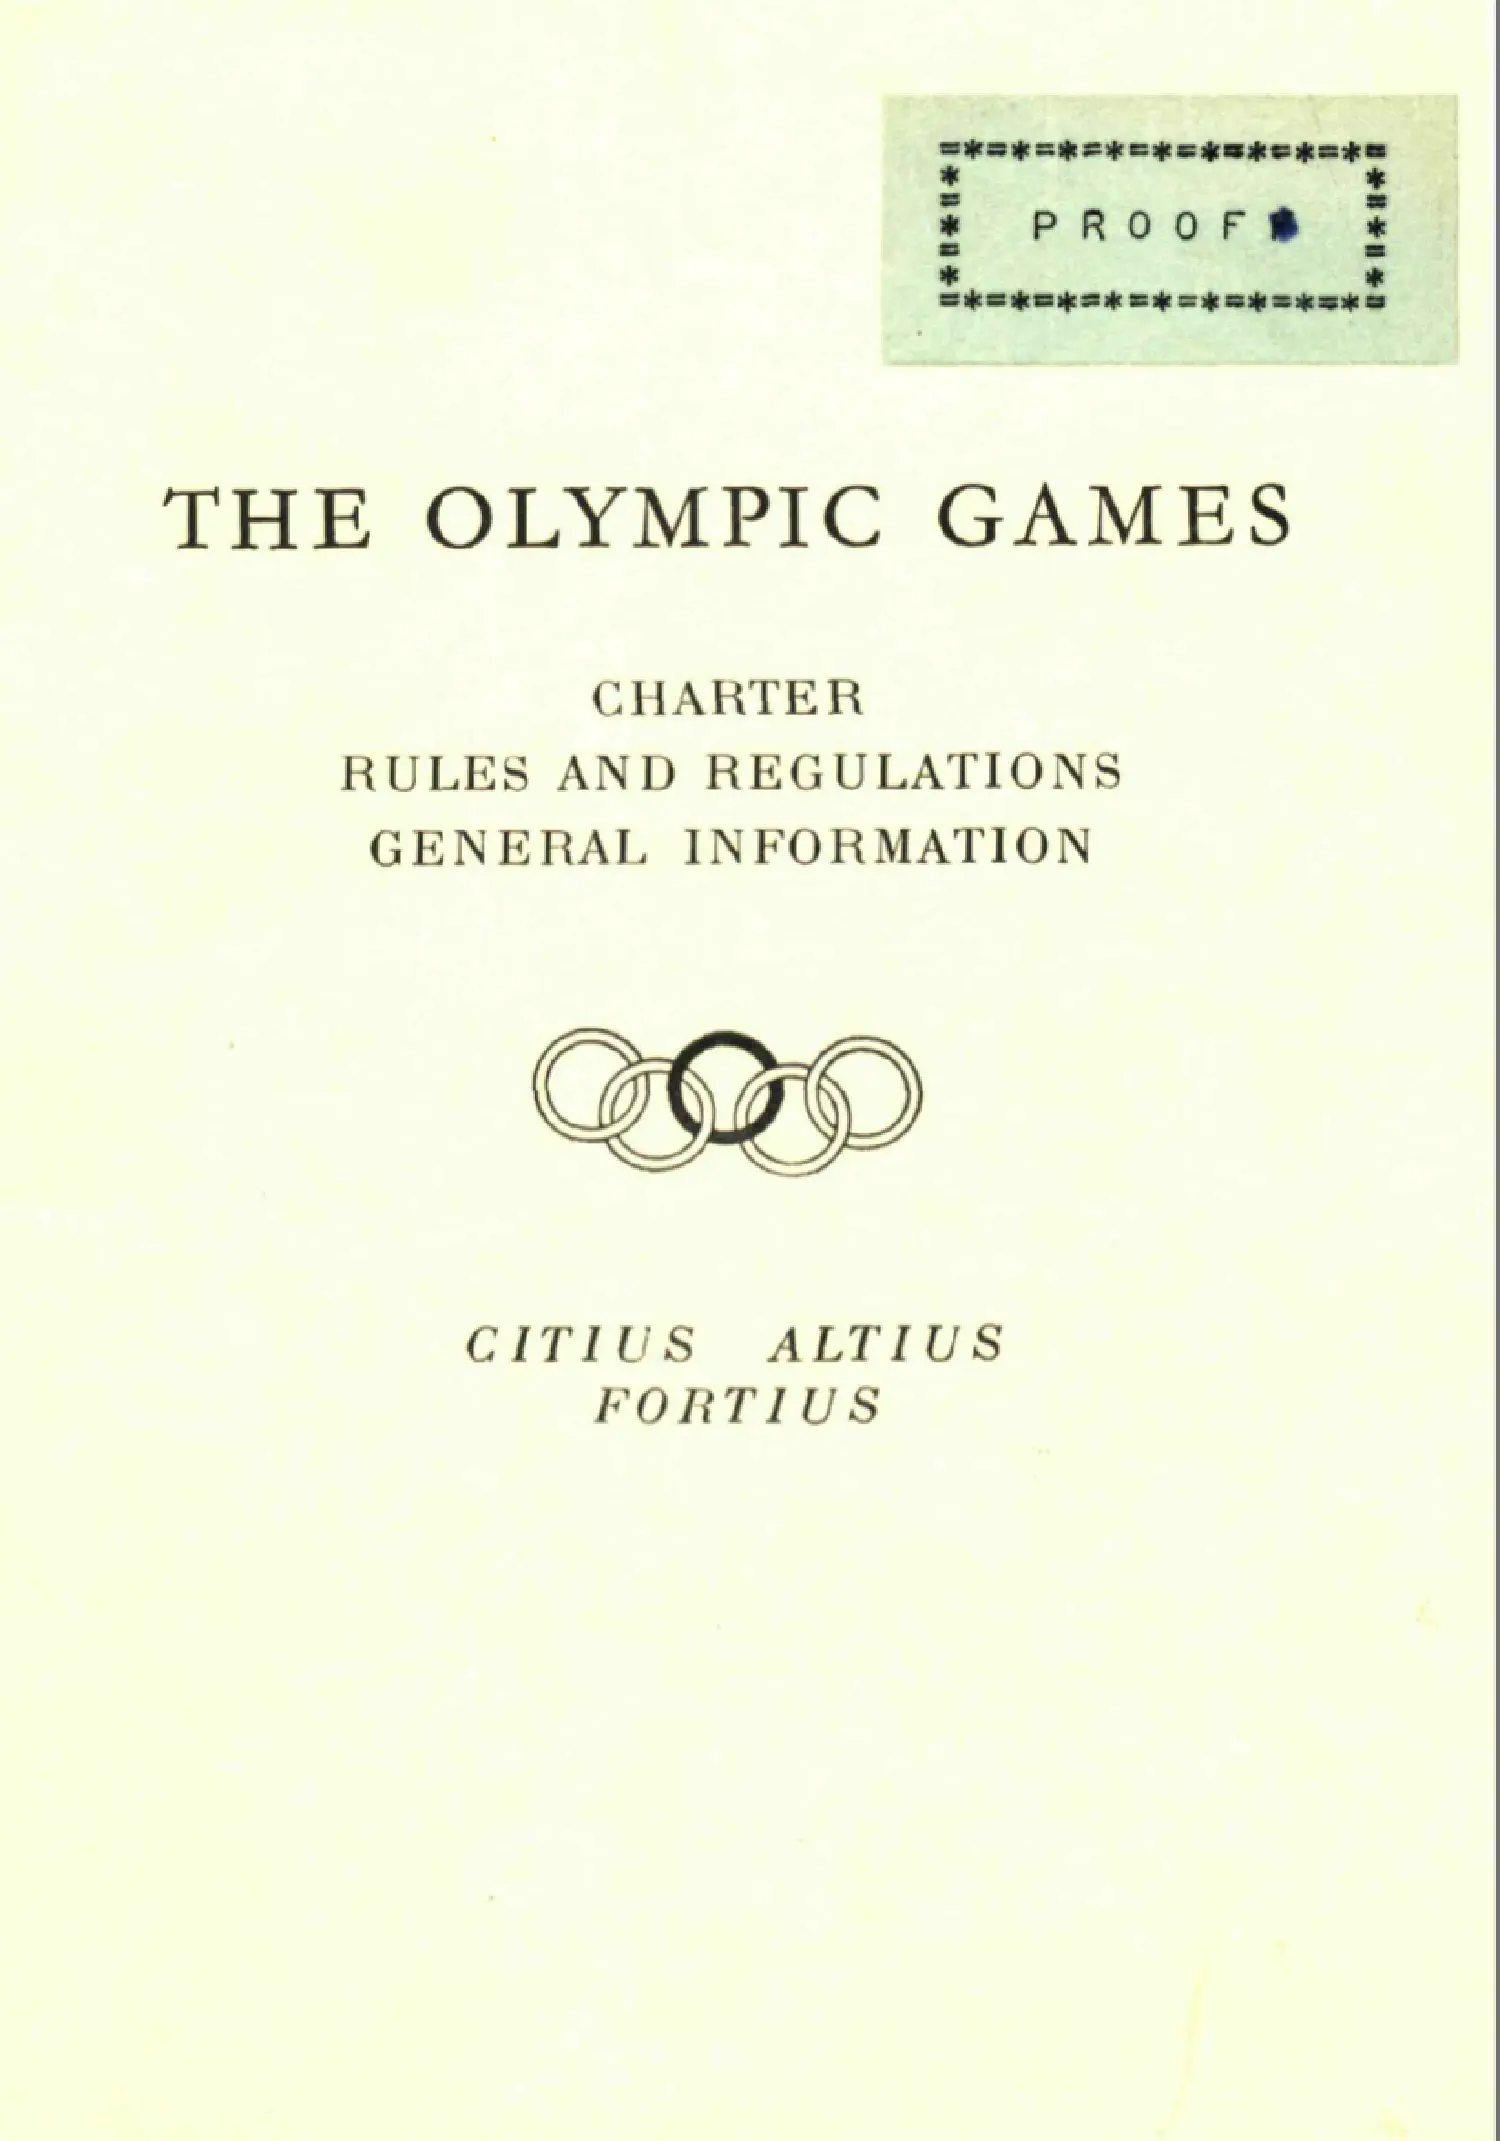 =*=*=*=*=*=*=*=*=*=
PROOF
=*=*=*=*=*=*=*=*=*=
THE OLYMPIC GAMES
CHARTER
RULES AND REGULATIONS
GENERAL INFORMATION
CITIUS ALTIUS
FORTIUS